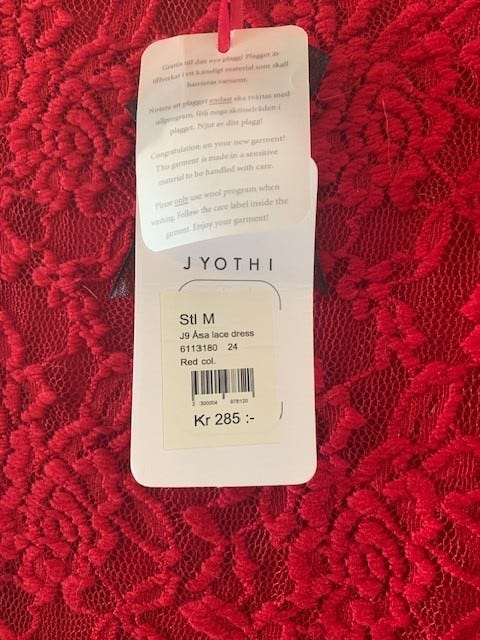 Grattis till ditt nya plagg! Plagget är
tillverkat i ett känsligt material som skall
hanteras varsamt.
Notera att plagget endast ska tvättas med
ullprogram, följ noga skötselråden i
plagget. Njut av ditt plagg!
Congratulation on your new garment!
This garment is made in a sensitive
material to be handled with care.
Please only use wool program when
washing. Follow the care label inside the
garment. Enjoy your garment!
JYOTHI
Stl M
J9 Åsa lace dress
6113180 24
Red col.
2 300004 978120
Kr 285 :-